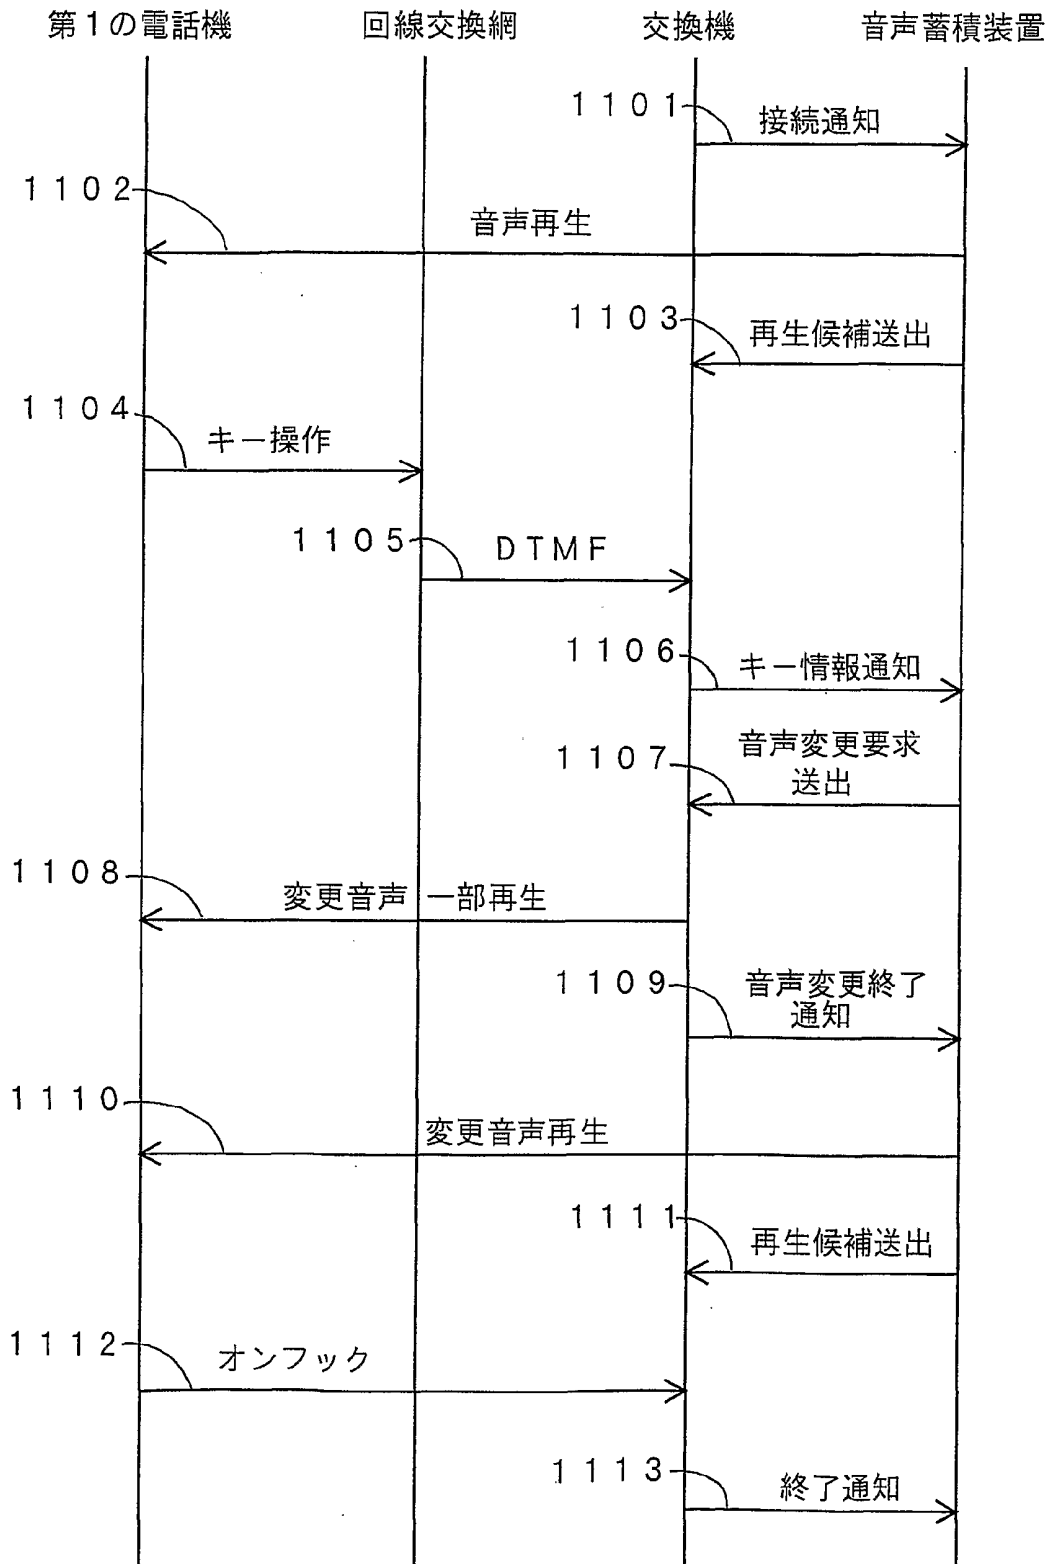 第１の電話機 回線交換網 交換機 音声蓄積装置
１１０１ 接続通知
１１０２ 音声再生
１１０３ 再生候補送出
１１０４ キー操作
１１０５ ＤＴＭＦ
１１０６ キー情報通知
１１０７ 音声変更要求
送出
１１０８ 変更音声一部再生
１１０９ 音声変更終了
通知
１１１０ 変更音声再生
１１１１ 再生候補送出
１１１２ オンフック
１１１３ 終了通知